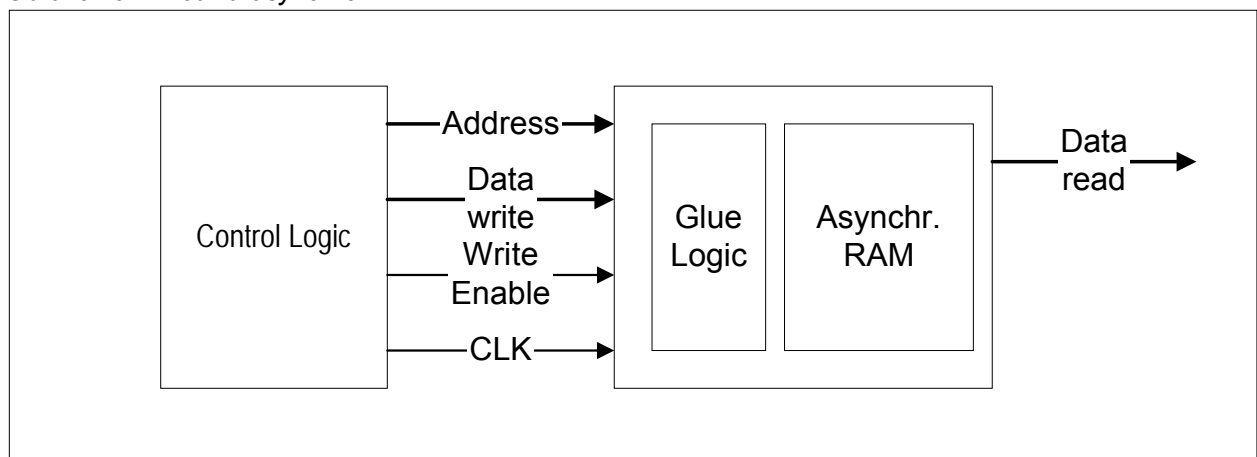 Control Logic
Address
Data
write
Write
Enable
CLK
Glue
Logic
Asynchr.
RAM
Data
read